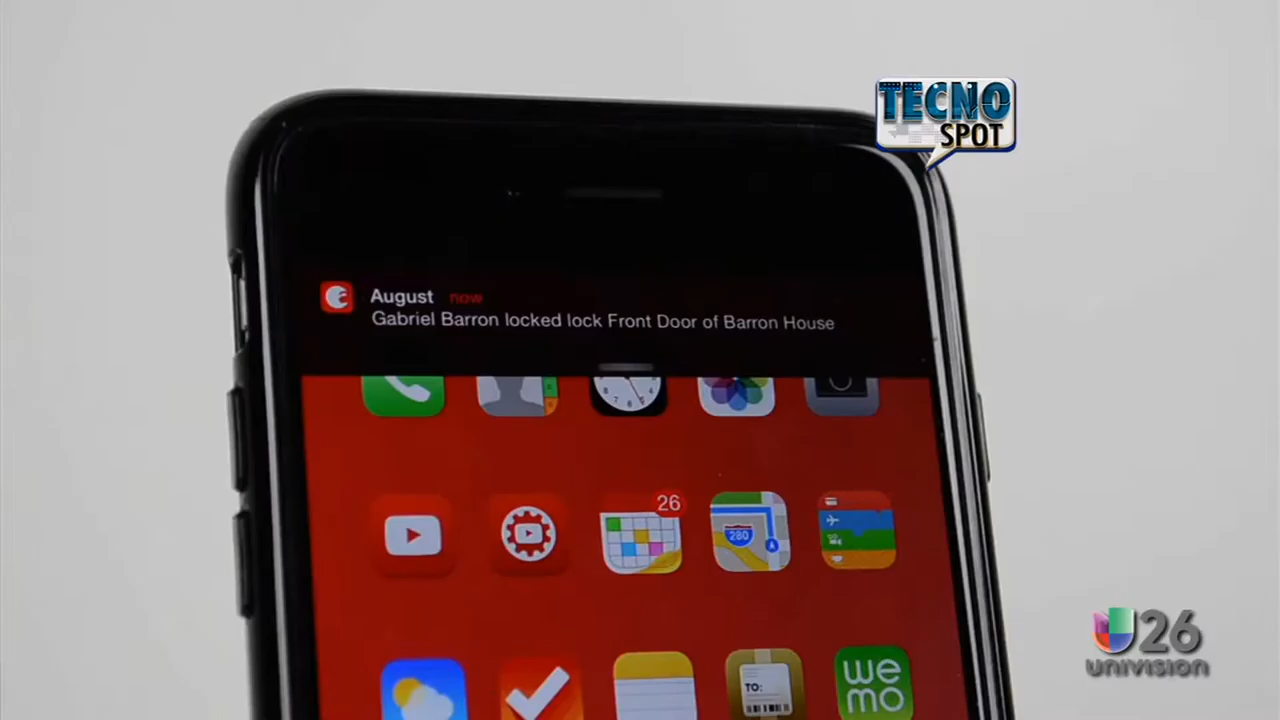 TECNO
SPOT
August now
Gabriel Barron locked lock Front Door of Barron House
26
280
TO:
we
mo
U 26
UNIVISION